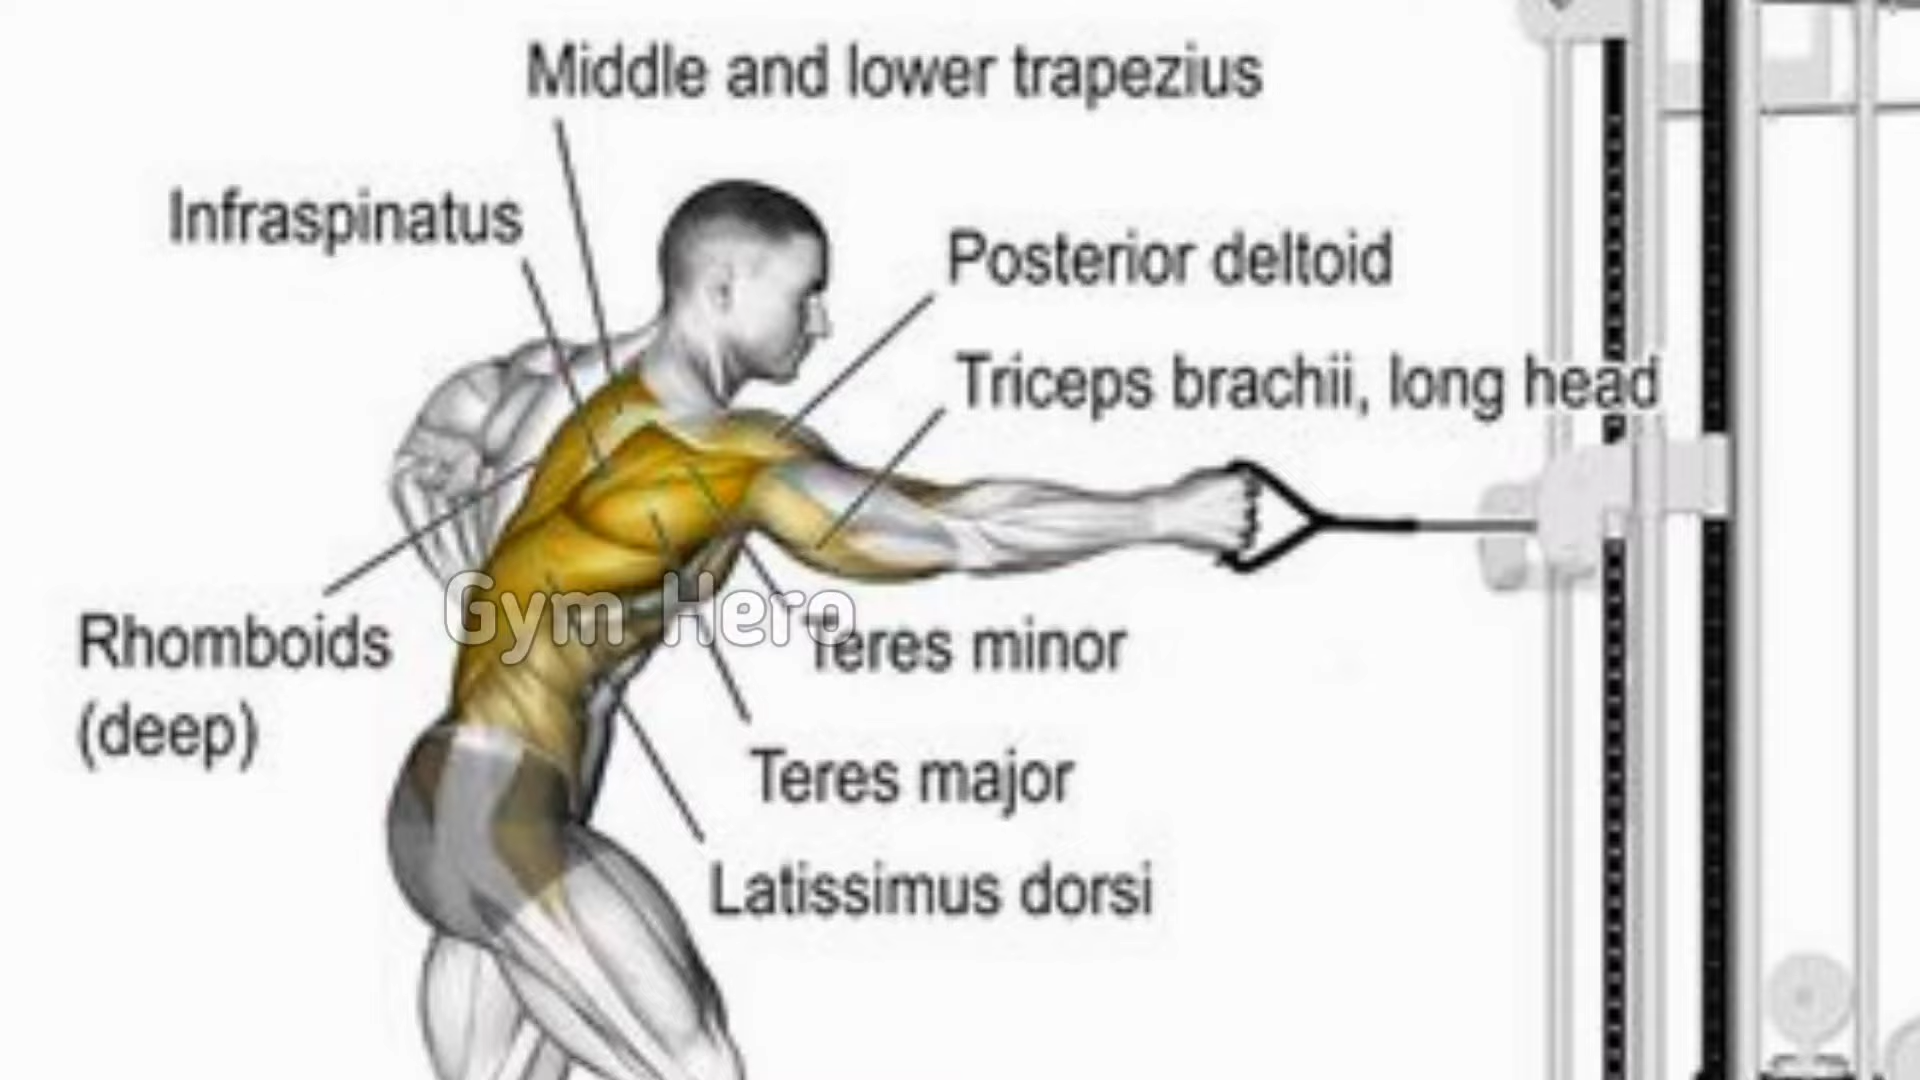 Middle and lower trapezius
Infraspinatus
Posterior deltoid
Triceps brachii, long head
Rhomboids
(deep)
Gym Hero
Teres minor
Teres major
Latissimus dorsi